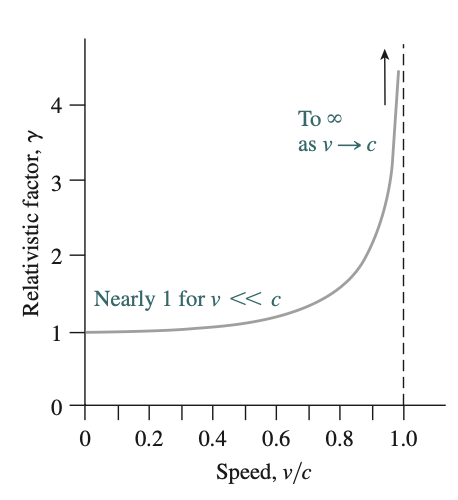 4
To ∞
as v → c
3
Relativistic factor, γ
2
Nearly 1 for v << c
1
0
0 0.2 0.4 0.6 0.8 1.0
Speed, v/c